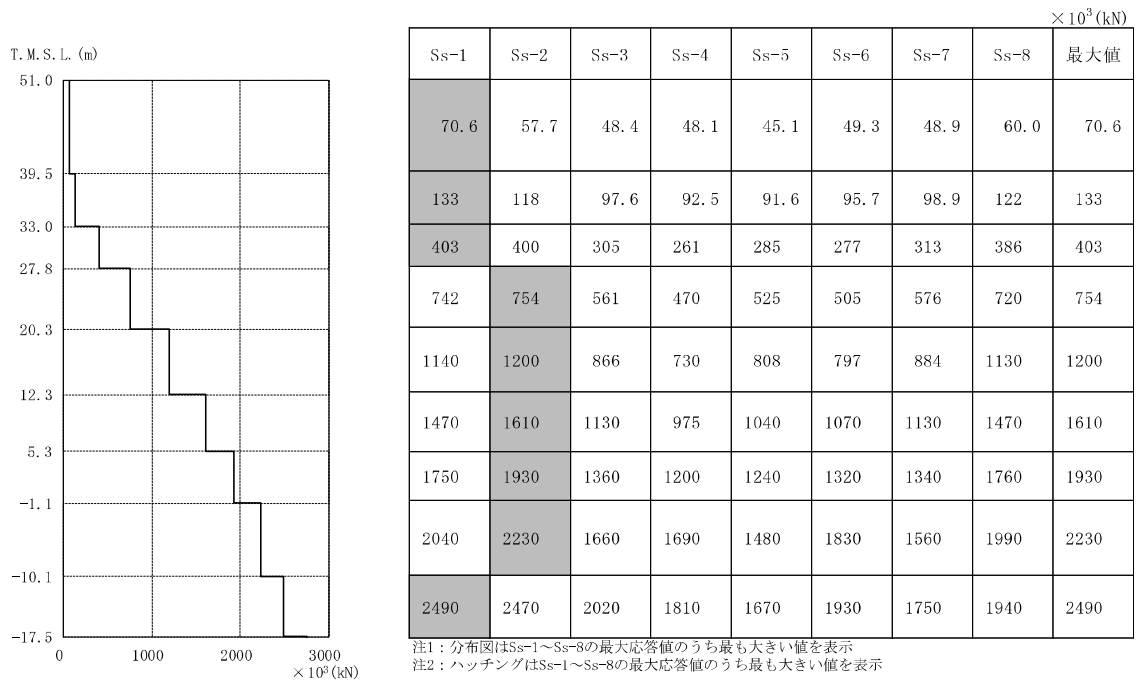 ×10³(kN)
T.M.S.L.(m)
51.0
39.5
33.0
27.8
20.3
12.3
5.3
-1.1
-10.1
-17.5
0 1000 2000 3000
×10³(kN)
Ss-1 Ss-2 Ss-3 Ss-4 Ss-5 Ss-6 Ss-7 Ss-8 最大値
70.6 57.7 48.4 48.1 45.1 49.3 48.9 60.0 70.6
133 118 97.6 92.5 91.6 95.7 98.9 122 133
403 400 305 261 285 277 313 386 403
742 754 561 470 525 505 576 720 754
1140 1200 866 730 808 797 884 1130 1200
1470 1610 1130 975 1040 1070 1130 1470 1610
1750 1930 1360 1200 1240 1320 1340 1760 1930
2040 2230 1660 1690 1480 1830 1560 1990 2230
2490 2470 2020 1810 1670 1930 1750 1940 2490
注1：分布図はSs-1～Ss-8の最大応答値のうち最も大きい値を表示
注2：ハッチングはSs-1～Ss-8の最大応答値のうち最も大きい値を表示